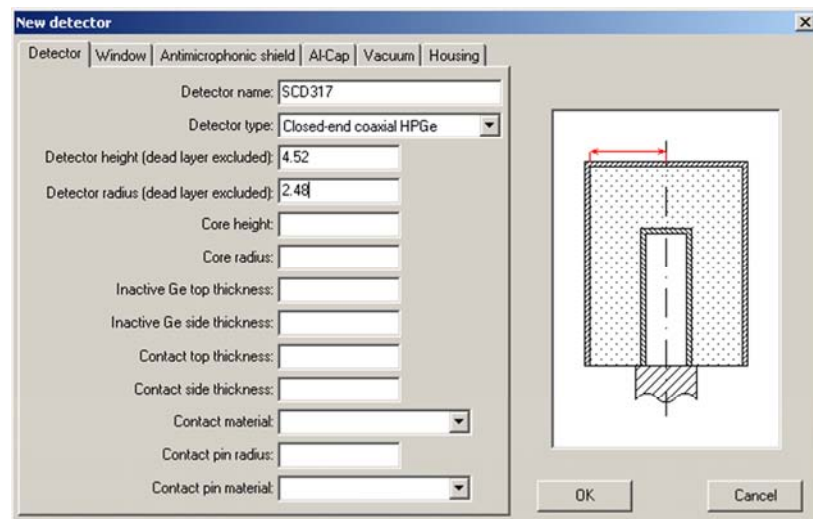 New detector
Detector Window Antimicrophonic shield Al-Cap Vacuum Housing
Detector name: SCD317
Detector type: Closed-end coaxial HPGe
Detector height (dead layer excluded): 4.52
Detector radius (dead layer excluded): 2.48
Core height:
Core radius:
Inactive Ge top thickness:
Inactive Ge side thickness:
Contact top thickness:
Contact side thickness:
Contact material:
Contact pin radius:
Contact pin material:
OK Cancel